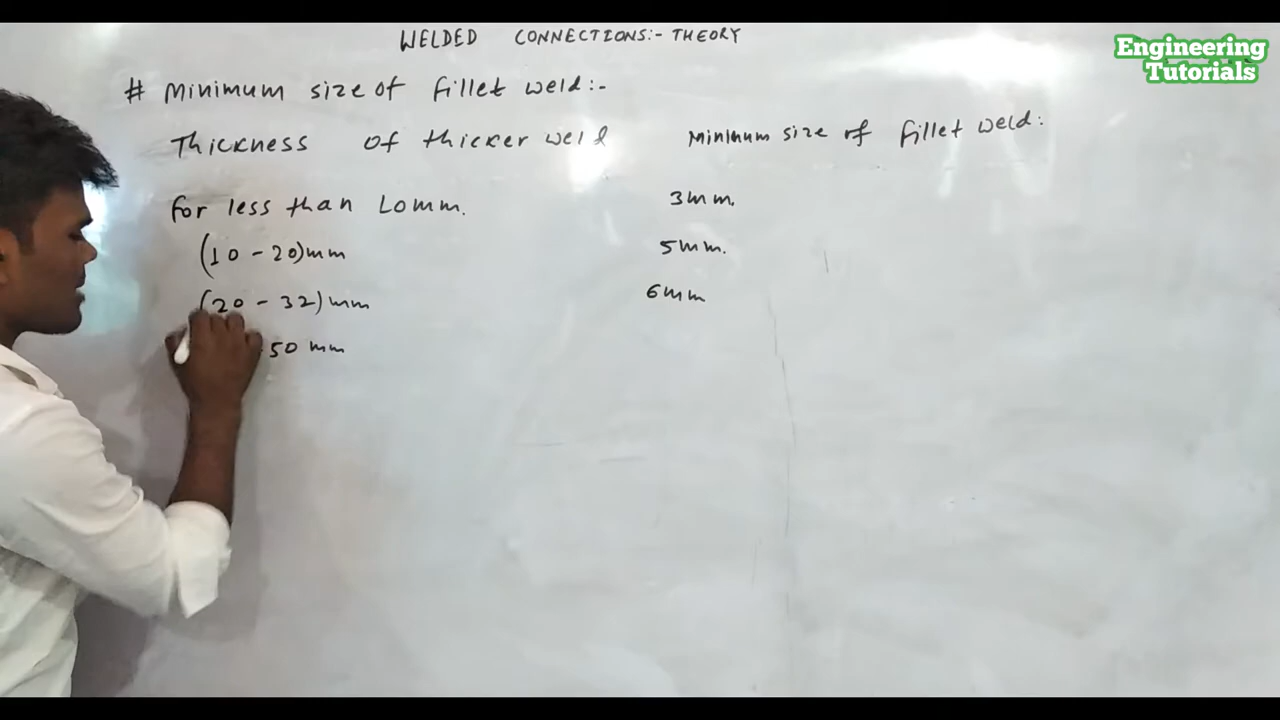 WELDED CONNECTIONS:- THEORY
Engineering
Tutorials
# Minimum size of fillet weld:-
Thickness of thicker weld Minimum size of fillet weld:
for less than 10mm. 3mm.
(10-20)mm 5mm.
(20-32)mm 6mm
50 mm